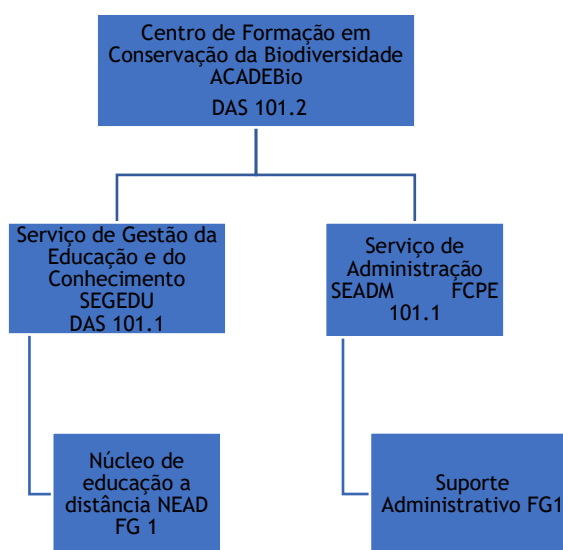 Centro de Formação em
Conservação da Biodiversidade
ACADEBio
DAS 101.2
Serviço de Gestão da
Educação e do
Conhecimento
SEGEDU
DAS 101.1
Serviço de
Administração
SEADM FCPE
101.1
Núcleo de
educação a
distância NEAD
FG 1
Suporte
Administrativo FG1